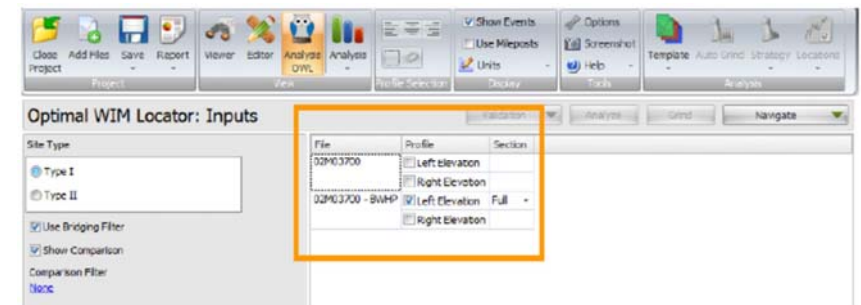 Close Project
Add Files
Save
Report
Viewer
Editor
Analyze OWL
Analysis
Show Events
Use Mileposts
Units
Options
Screenshot
Help
Template
Auto Grind
Strategy
Locations
Project
View
Profile Selection
Display
Tools
Analysis
Optimal WIM Locator: Inputs
Validation
Analyze
Grind
Navigate
Site Type
Type I
Type II
Use Bridging Filter
Show Comparison
Comparison Filter
None
File Profile Section
02M03700 Left Elevation
Right Elevation
02M03700 - BWHP Left Elevation Full
Right Elevation